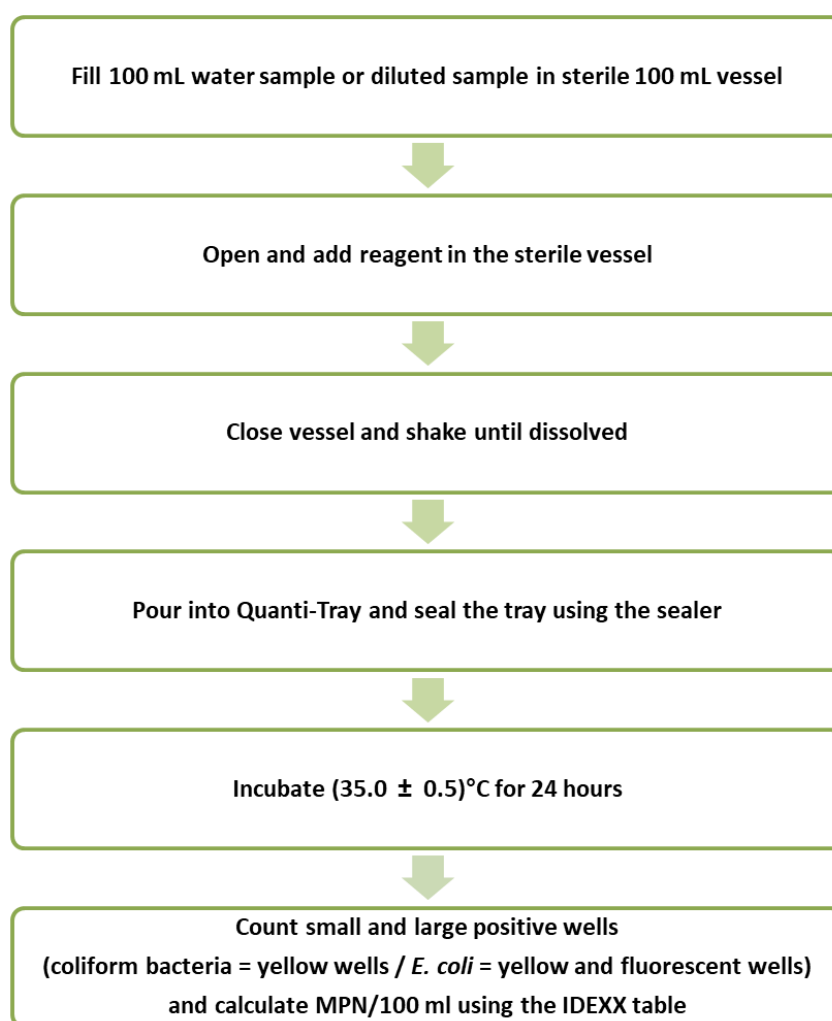 Fill 100 mL water sample or diluted sample in sterile 100 mL vessel
Open and add reagent in the sterile vessel
Close vessel and shake until dissolved
Pour into Quanti-Tray and seal the tray using the sealer
Incubate (35.0 ± 0.5)°C for 24 hours
Count small and large positive wells
(coliform bacteria = yellow wells / E. coli = yellow and fluorescent wells)
and calculate MPN/100 ml using the IDEXX table